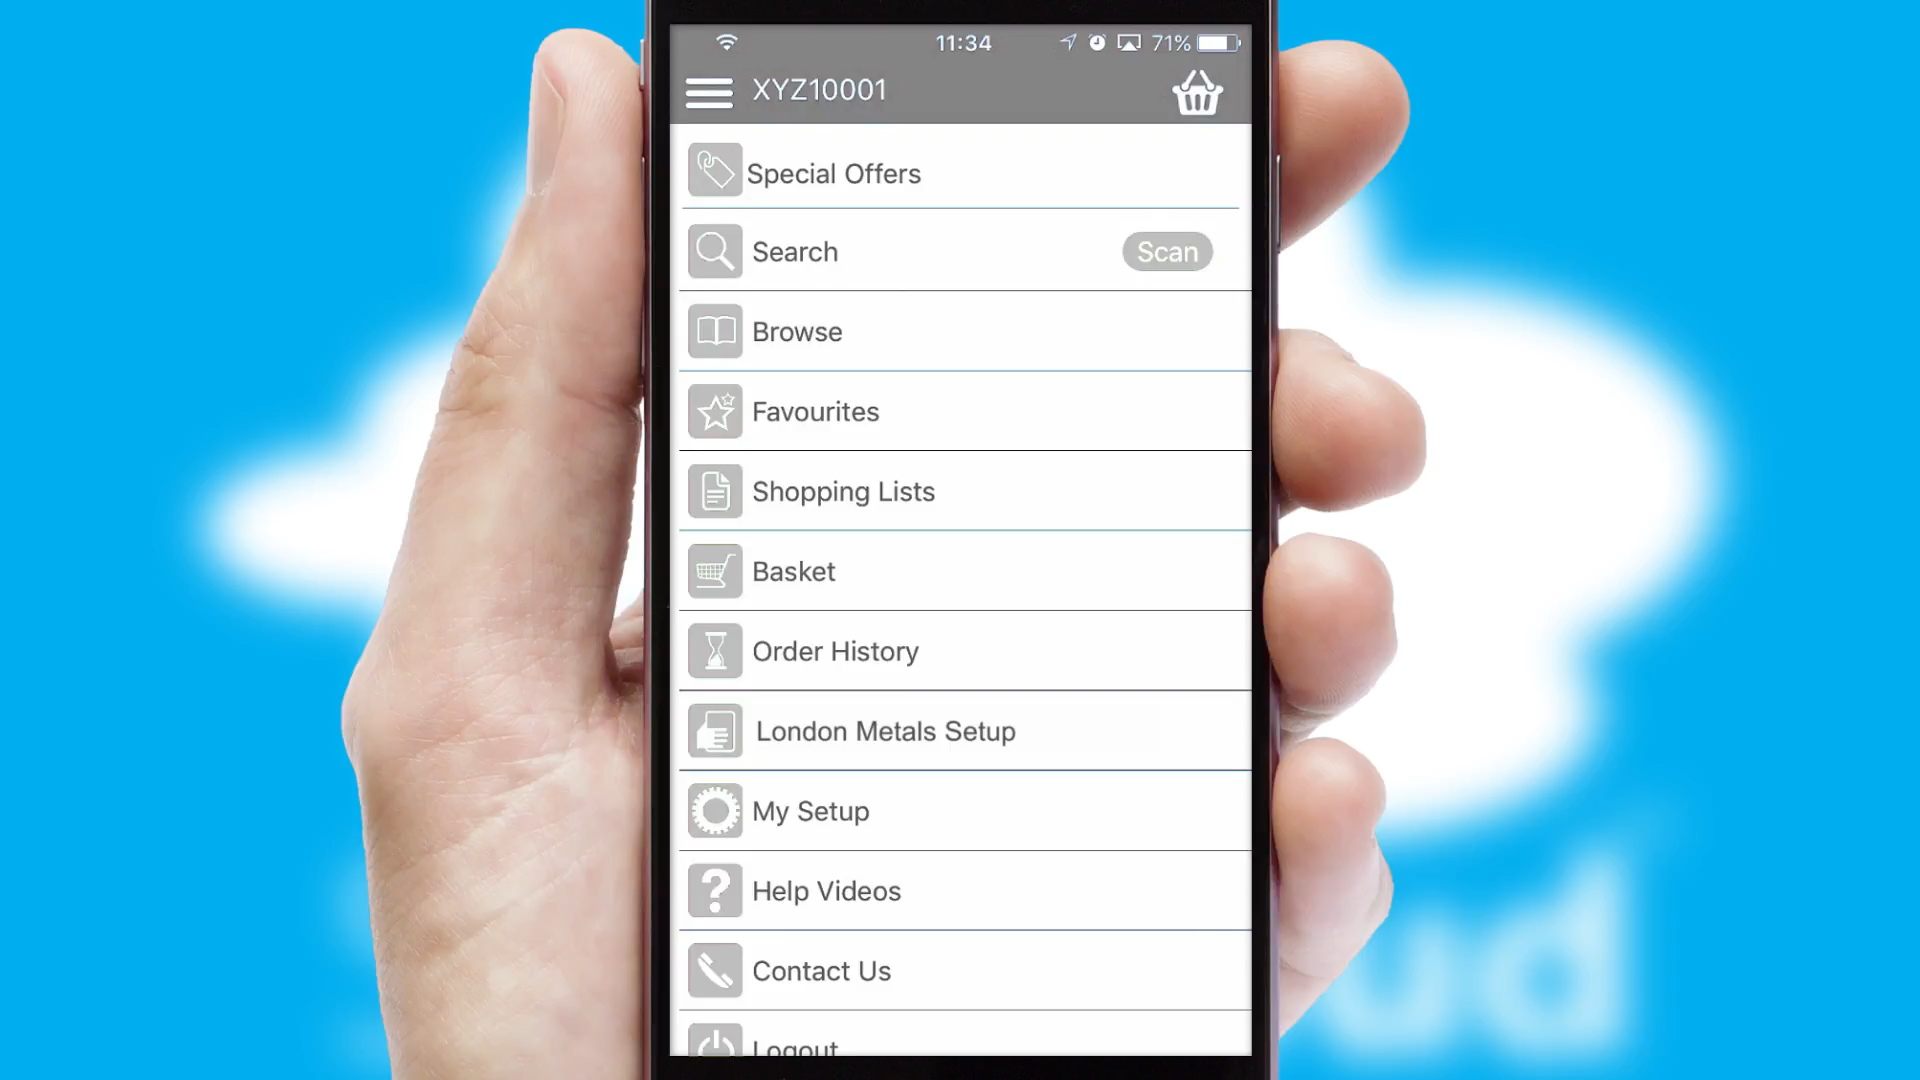 11:34
71%
XYZ10001
Special Offers
Search
Scan
Browse
Favourites
Shopping Lists
Basket
Order History
London Metals Setup
My Setup
Help Videos
Contact Us
Logout